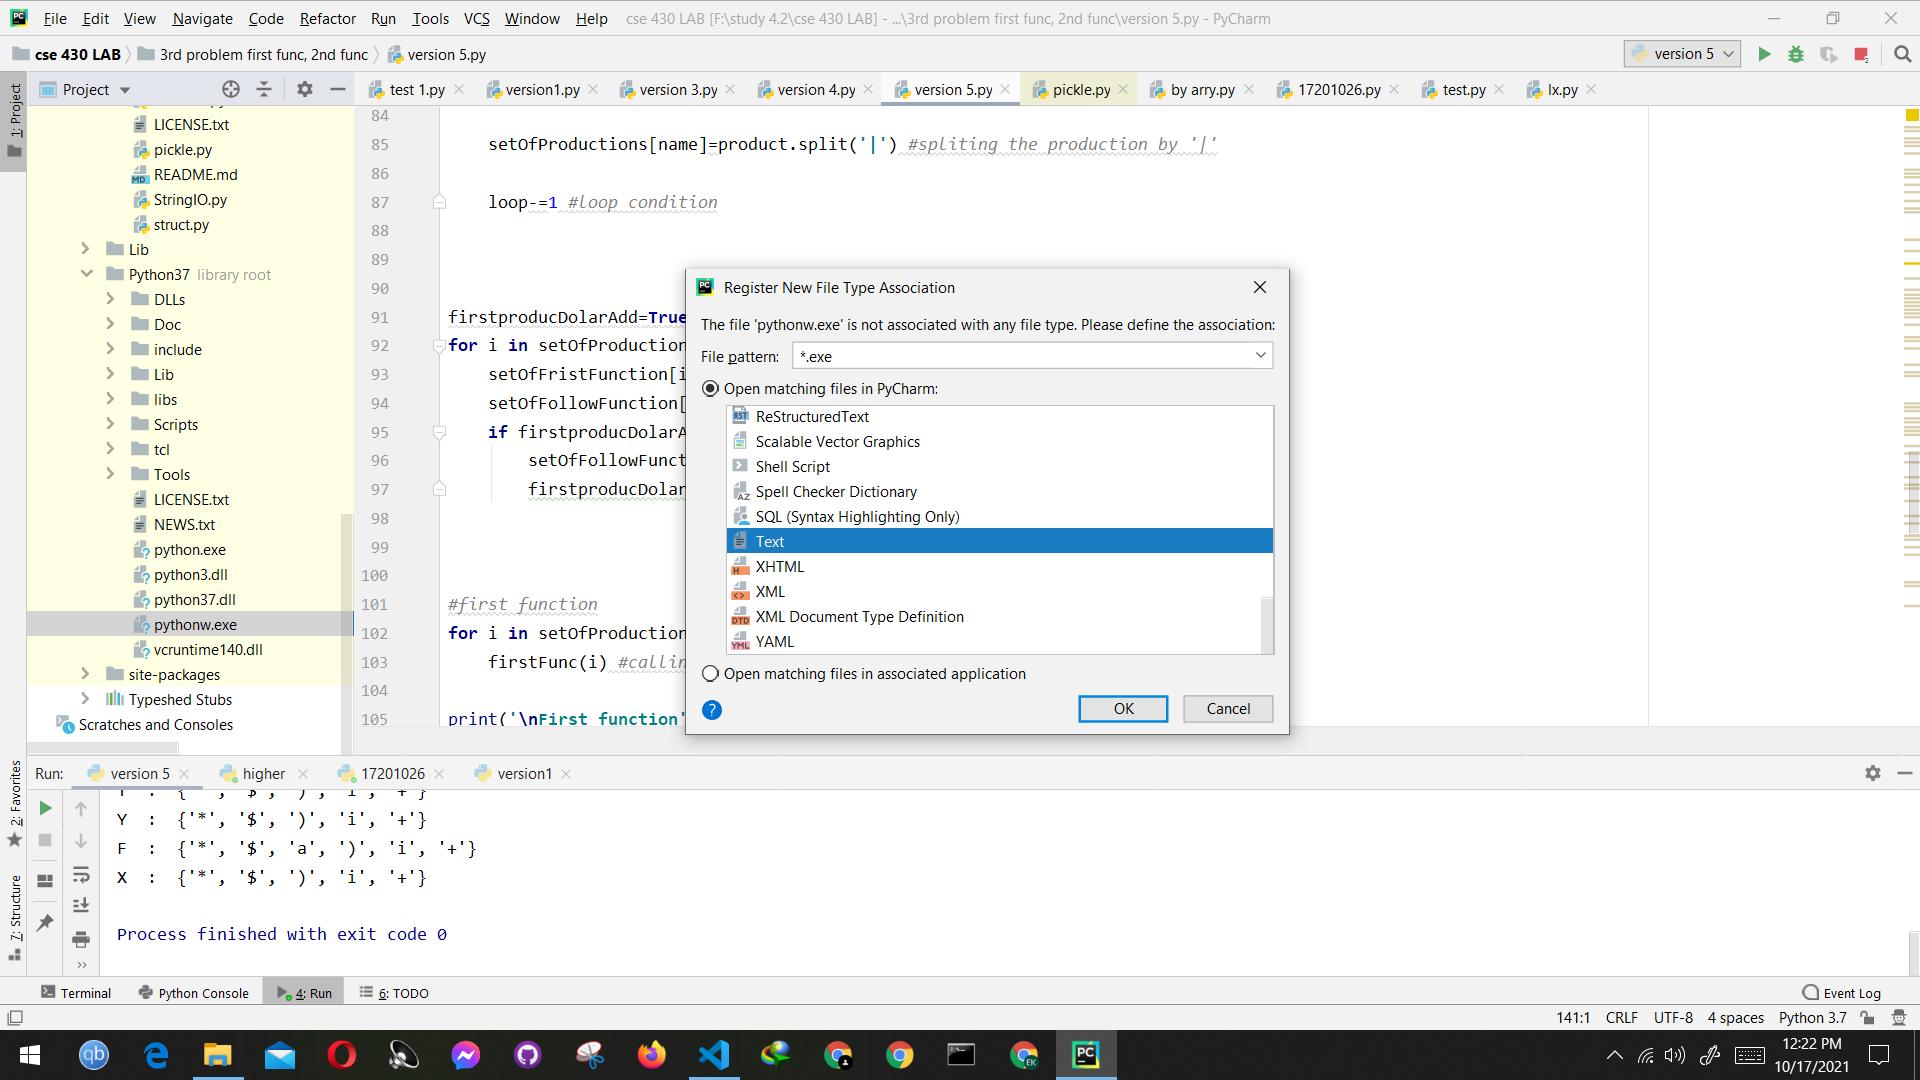 File Edit View Navigate Code Refactor Run Tools VCS Window Help cse 430 LAB [F:\study 4.2\cse 430 LAB] - ...\3rd problem first func, 2nd func\version 5.py - PyCharm
cse 430 LAB 3rd problem first func, 2nd func version 5.py version 5
Project test 1.py version1.py version 3.py version 4.py version 5.py pickle.py by arry.py 17201026.py test.py lx.py
1: Project
LICENSE.txt
pickle.py
README.md
StringIO.py
struct.py
Lib
Python37 library root
DLLs
Doc
include
Lib
libs
Scripts
tcl
Tools
LICENSE.txt
NEWS.txt
python.exe
python3.dll
python37.dll
pythonw.exe
vcruntime140.dll
site-packages
Typeshed Stubs
Scratches and Consoles
84
85 setOfProductions[name]=product.split('|') #spliting the production by '|'
86
87 loop-=1 #loop condition
88
89
90
91 firstproducDolarAdd=True
92 for i in setOfProduction
93 setOfFristFunction[i
94 setOfFollowFunction[
95 if firstproducDolarA
96 setOfFollowFunct
97 firstproducDolar
98
99
100
101 #first function
102 for i in setOfProduction
103 firstFunc(i) #callin
104
105 print('\nFirst function'
Register New File Type Association
The file 'pythonw.exe' is not associated with any file type. Please define the association:
File pattern: *.exe
Open matching files in PyCharm:
ReStructuredText
Scalable Vector Graphics
Shell Script
Spell Checker Dictionary
SQL (Syntax Highlighting Only)
Text
XHTML
XML
XML Document Type Definition
YAML
Open matching files in associated application
OK Cancel
2: Favorites
7: Structure
Run: version 5 higher 17201026 version1
Y : {'*', '$', ')', 'i', '+'}
F : {'*', '$', 'a', ')', 'i', '+'}
X : {'*', '$', ')', 'i', '+'}
Process finished with exit code 0
Terminal Python Console 4: Run 6: TODO Event Log
141:1 CRLF UTF-8 4 spaces Python 3.7
12:22 PM
10/17/2021